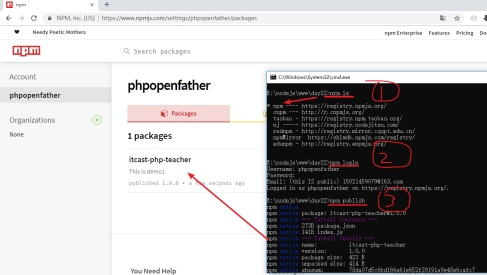 npm
NPM, Inc. [US] | https://www.npmjs.com/settings/phpopenfather/packages
Needy Poetic Mothers
npm Enterprise Features Pricing
npm
Search packages
Account
phpopenfather
Organizations
None
phpopenfather
Packages
1 packages
itcast-php-teacher
This is demo1
published 1.0.0 • a few seconds ago
You Need Help
C:\Windows\System32\cmd.exe
E:\nodejs\www\day22>nrm ls
* npm ---- https://registry.npmjs.org/
cnpm --- http://r.cnpmjs.org/
taobao - https://registry.npm.taobao.org/
nj ----- https://registry.nodejitsu.com/
rednpm - http://registry.mirror.cqupt.edu.cn/
npmMirror https://skimdb.npmjs.com/registry/
edunpm - http://registry.enpmjs.org/
1
E:\nodejs\www\day22>npm login
Username: phpopenfather
Password:
Email: (this IS public)
Logged in as phpopenfather on https://registry.npmjs.org/.
2
E:\nodejs\www\day22>npm publish
3
npm notice
npm notice package: itcast-php-teacher@1.0.0
npm notice === Tarball Contents ===
npm notice 273B package.json
npm notice 141B index.js
npm notice === Tarball Details ===
npm notice name: itcast-php-teacher
npm notice version: 1.0.0
npm notice package size: 423 B
npm notice unpacked size: 414 B
npm notice shasum: